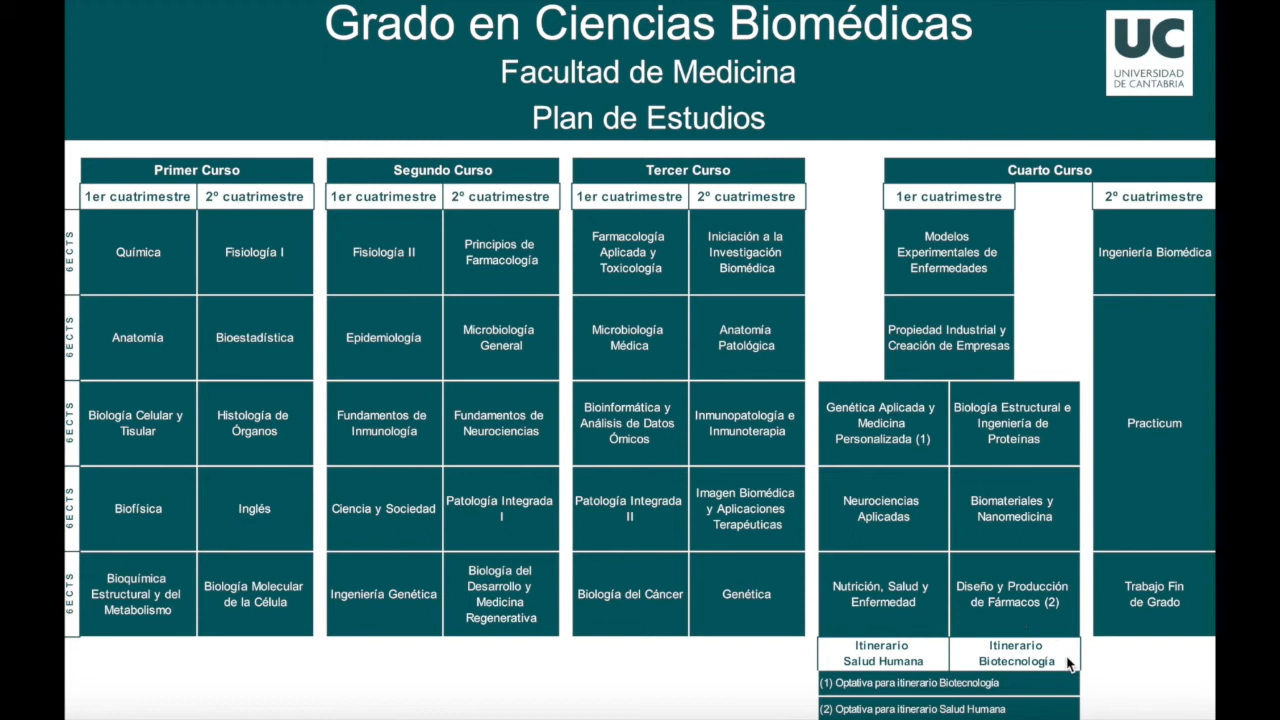 Grado en Ciencias Biomédicas
Facultad de Medicina
Plan de Estudios
UC
UNIVERSIDAD
DE CANTABRIA
Primer Curso
Segundo Curso
Tercer Curso
Cuarto Curso
1er cuatrimestre
2º cuatrimestre
1er cuatrimestre
2º cuatrimestre
1er cuatrimestre
2º cuatrimestre
1er cuatrimestre
2º cuatrimestre
6 ECTS
Química
Fisiología I
Fisiología II
Principios de
Farmacología
Farmacología
Aplicada y
Toxicología
Iniciación a la
Investigación
Biomédica
Modelos
Experimentales de
Enfermedades
Ingeniería Biomédica
6 ECTS
Anatomía
Bioestadística
Epidemiología
Microbiología
General
Microbiología
Médica
Anatomía
Patológica
Propiedad Industrial y
Creación de Empresas
6 ECTS
Biología Celular y
Tisular
Histología de
Órganos
Fundamentos de
Inmunología
Fundamentos de
Neurociencias
Bioinformática y
Análisis de Datos
Ómicos
Inmunopatología e
Inmunoterapia
Genética Aplicada y
Medicina
Personalizada (1)
Biología Estructural e
Ingeniería de
Proteínas
Practicum
6 ECTS
Biofísica
Inglés
Ciencia y Sociedad
Patología Integrada
I
Patología Integrada
II
Imagen Biomédica
y Aplicaciones
Terapéuticas
Neurociencias
Aplicadas
Biomateriales y
Nanomedicina
6 ECTS
Bioquímica
Estructural y del
Metabolismo
Biología Molecular
de la Célula
Ingeniería Genética
Biología del
Desarrollo y
Medicina
Regenerativa
Biología del Cáncer
Genética
Nutrición, Salud y
Enfermedad
Diseño y Producción
de Fármacos (2)
Trabajo Fin
de Grado
Itinerario
Salud Humana
Itinerario
Biotecnología
(1) Optativa para itinerario Biotecnología
(2) Optativa para itinerario Salud Humana